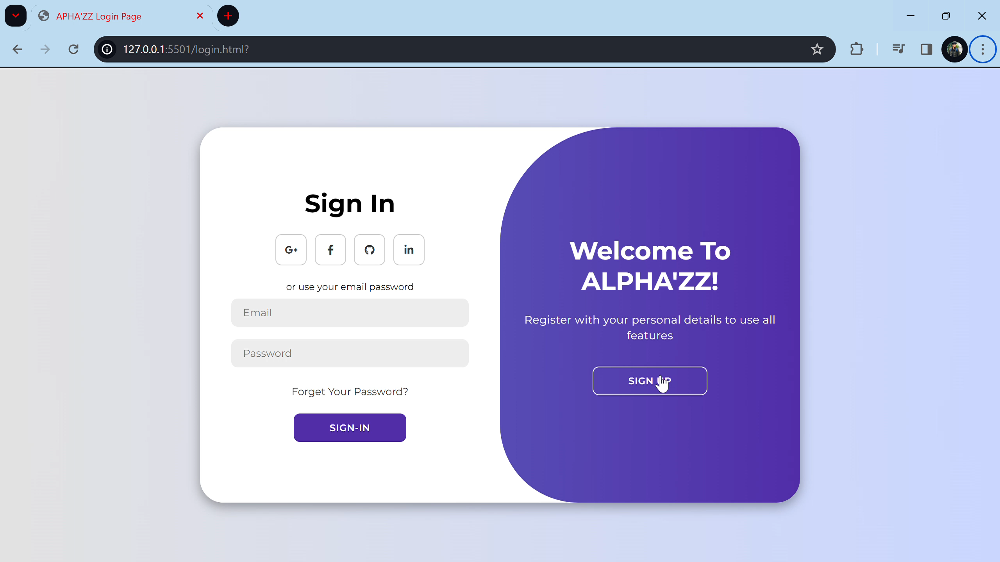 APHA'ZZ Login Page
127.0.0.1:5501/login.html?
Sign In
G+
f
in
or use your email password
Email
Password
Forget Your Password?
SIGN-IN
Welcome To
ALPHA'ZZ!
Register with your personal details to use all
features
SIGN UP